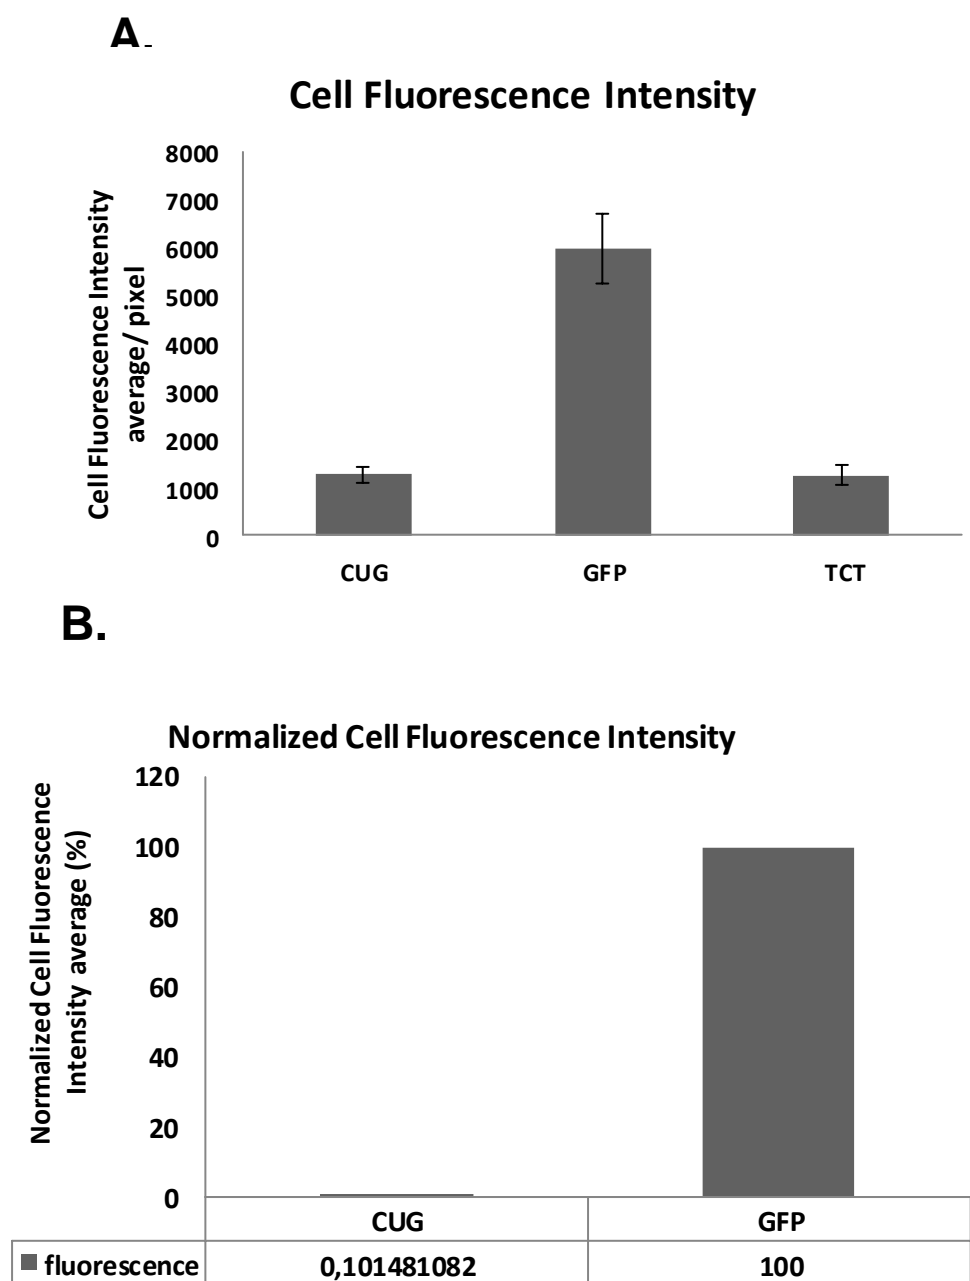 A.
Cell Fluorescence Intensity
Cell Fluorescence Intensity
average/ pixel
8000
7000
6000
5000
4000
3000
2000
1000
0
CUG GFP TCT
B.
Normalized Cell Fluorescence Intensity
Normalized Cell Fluorescence
Intensity average (%)
120
100
80
60
40
20
0
CUG GFP
fluorescence 0,101481082 100